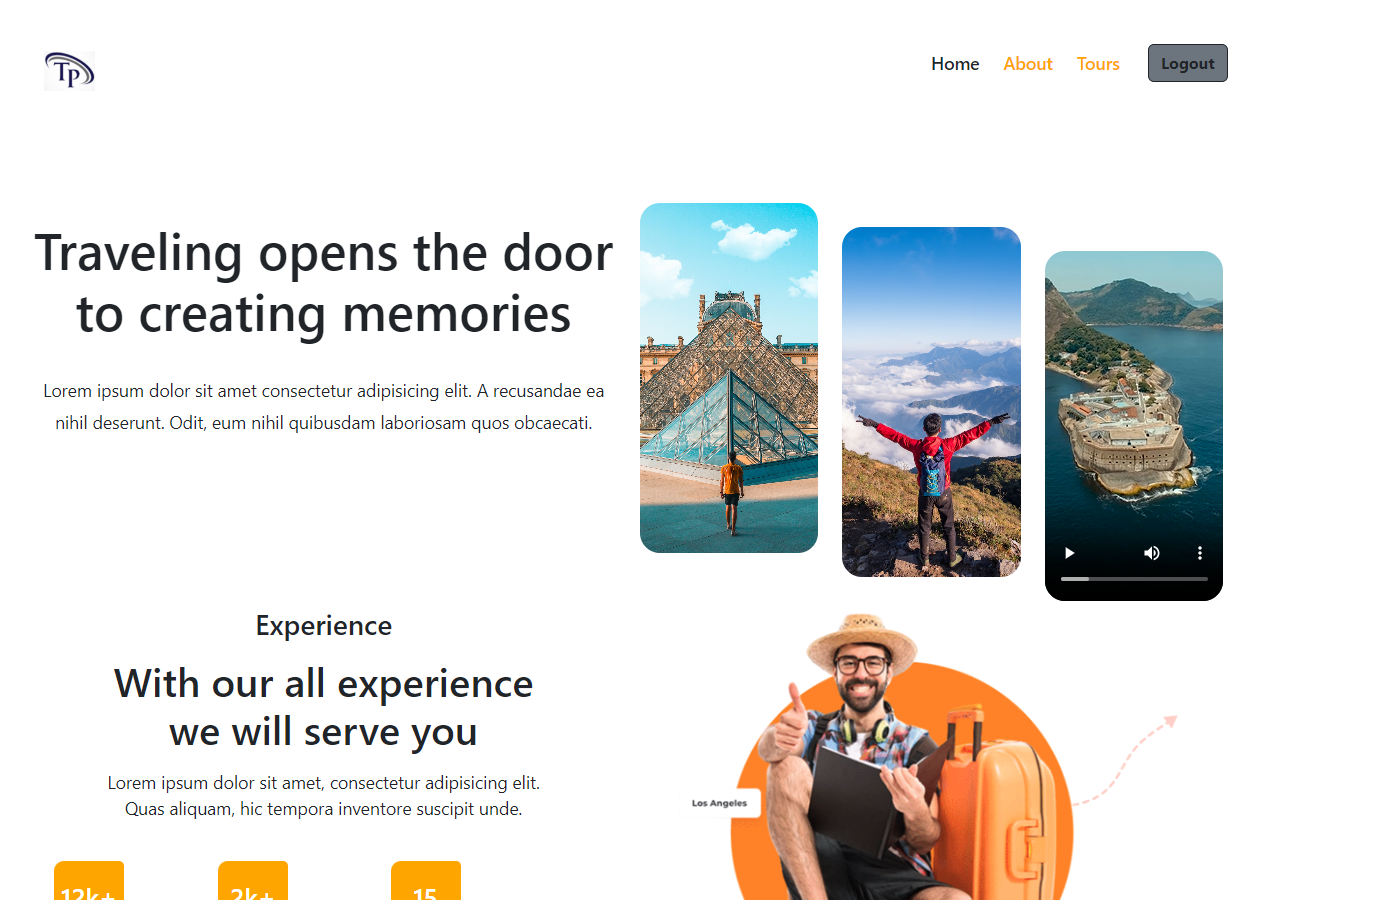 Tp
Home About Tours Logout
Traveling opens the door
to creating memories
Lorem ipsum dolor sit amet consectetur adipisicing elit. A recusandae ea
nihil deserunt. Odit, eum nihil quibusdam laboriosam quos obcaecati.
Experience
With our all experience
we will serve you
Lorem ipsum dolor sit amet, consectetur adipisicing elit.
Quas aliquam, hic tempora inventore suscipit unde.
Los Angeles
12k+ 2k+ 15